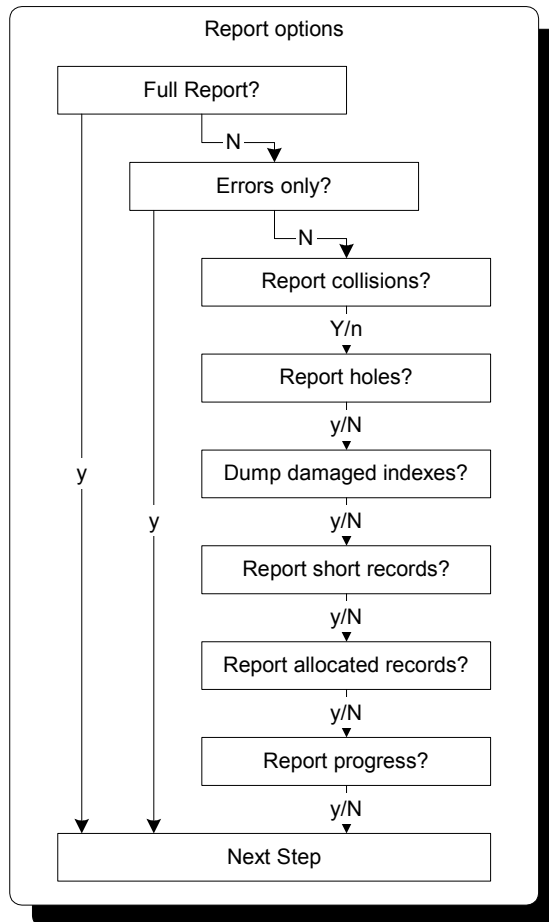 Report options
Full Report?
N
Errors only?
N
Report collisions?
Y/n
Report holes?
y/N
Dump damaged indexes?
y
y/N
y
Report short records?
y/N
Report allocated records?
y/N
Report progress?
y/N
Next Step